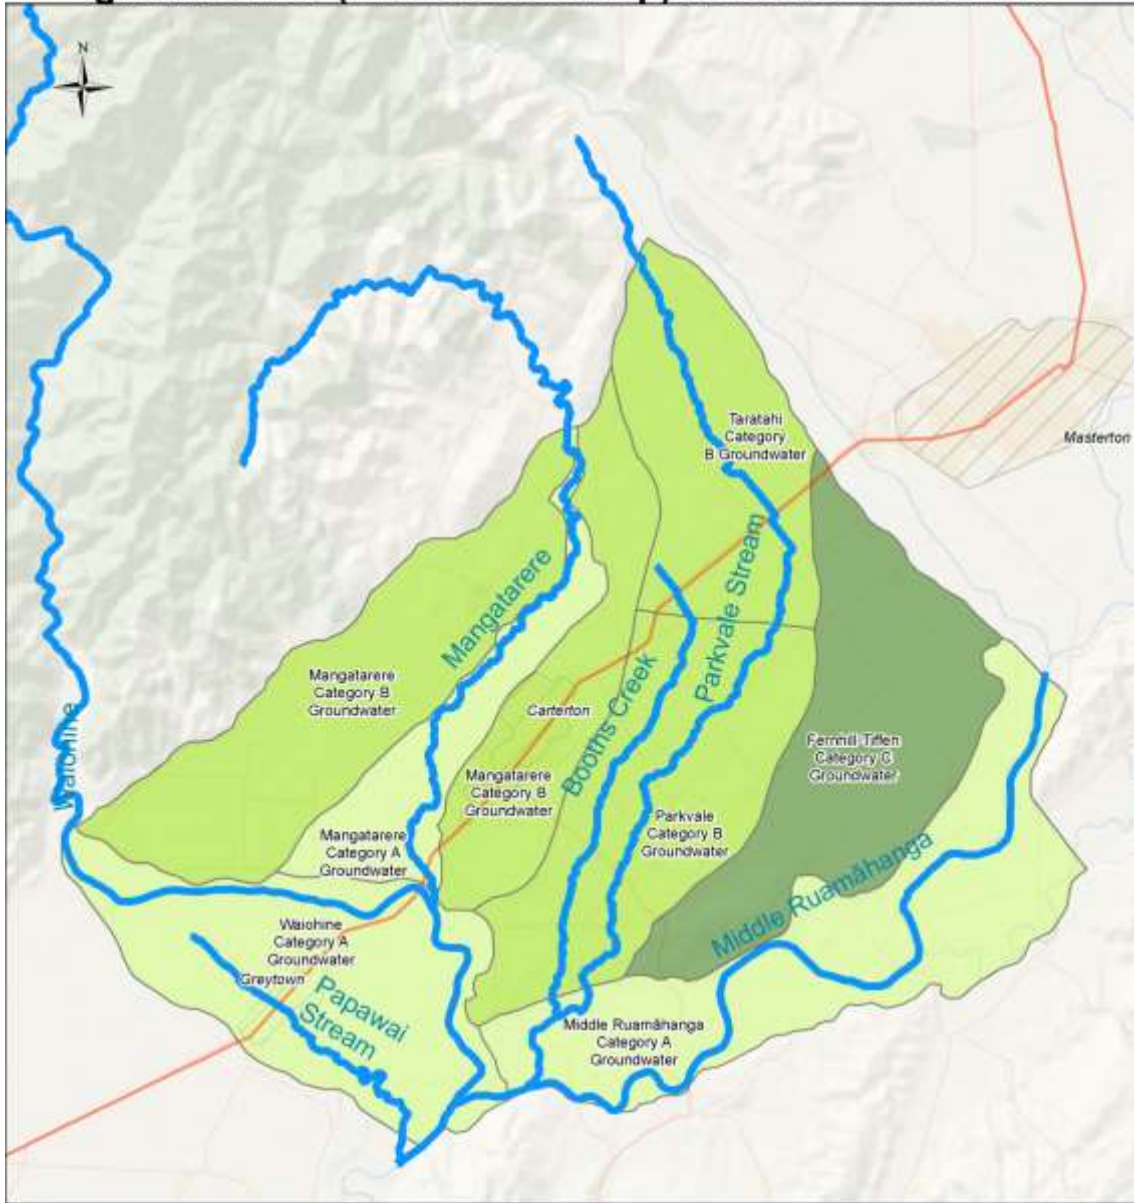 N
Taratahi
Category
B Groundwater
Masterton
Parkvale Stream
Mangatarere
Mangatarere
Category B
Groundwater
Carterton
Booths Creek
Waiohine
Fernhill-Tiffen
Category C
Groundwater
Mangatarere
Category B
Groundwater
Parkvale
Category B
Groundwater
Mangatarere
Category A
Groundwater
Middle Ruamāhanga
Waiohine
Category A
Groundwater
Greytown
Papawai
Stream
Middle Ruamāhanga
Category A
Groundwater